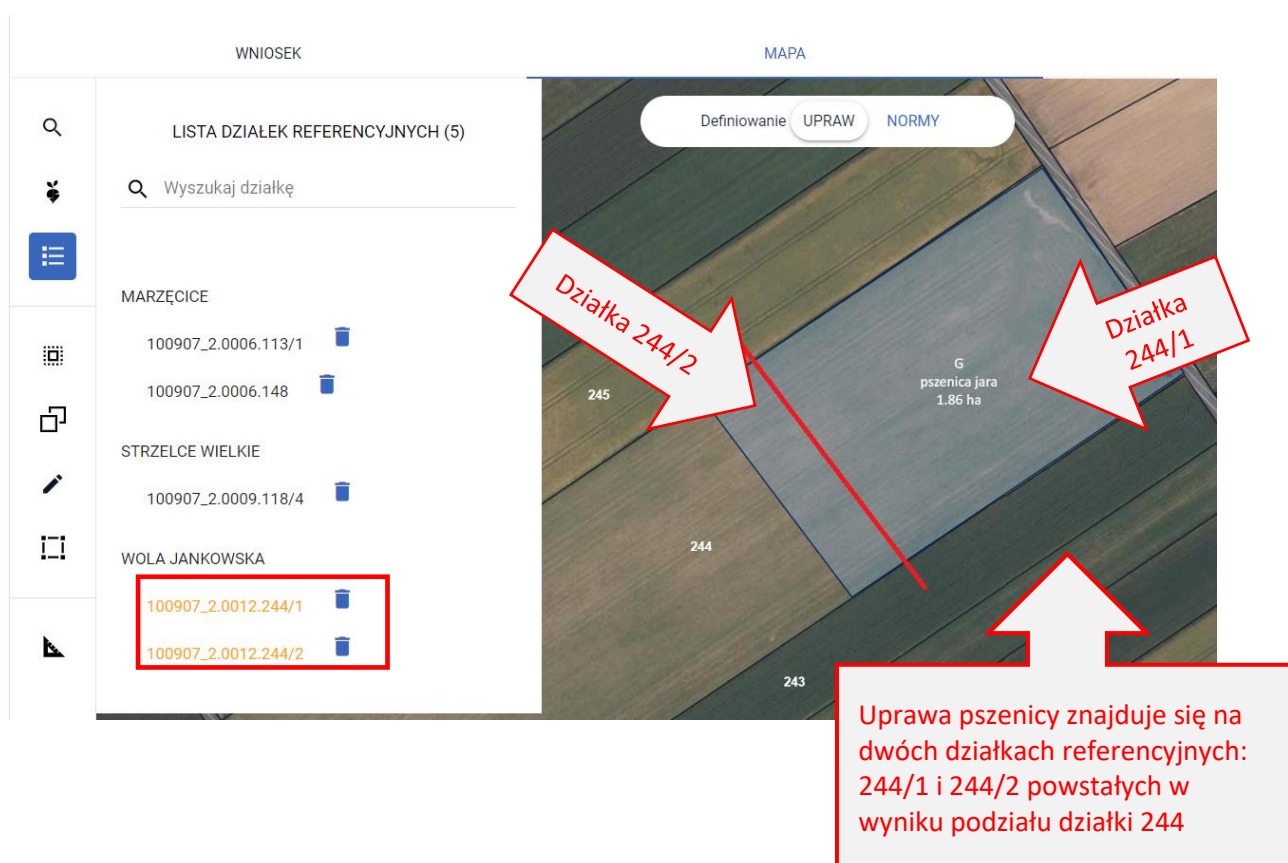 WNIOSEK
MAPA
LISTA DZIAŁEK REFERENCYJNYCH (5)
Wyszukaj działkę
MARZĘCICE
100907_2.0006.113/1
100907_2.0006.148
STRZELCE WIELKIE
100907_2.0009.118/4
WOLA JANKOWSKA
100907_2.0012.244/1
100907_2.0012.244/2
Definiowanie UPRAW NORMY
Działka 244/2
Działka
244/1
G
pszenica jara
1.86 ha
245
244
243
Uprawa pszenicy znajduje się na
dwóch działkach referencyjnych:
244/1 i 244/2 powstałych w
wyniku podziału działki 244